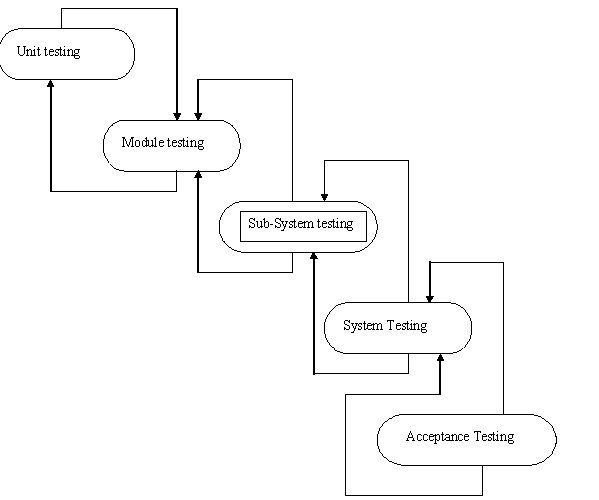 Unit testing
Module testing
Sub-System testing
System Testing
Acceptance Testing